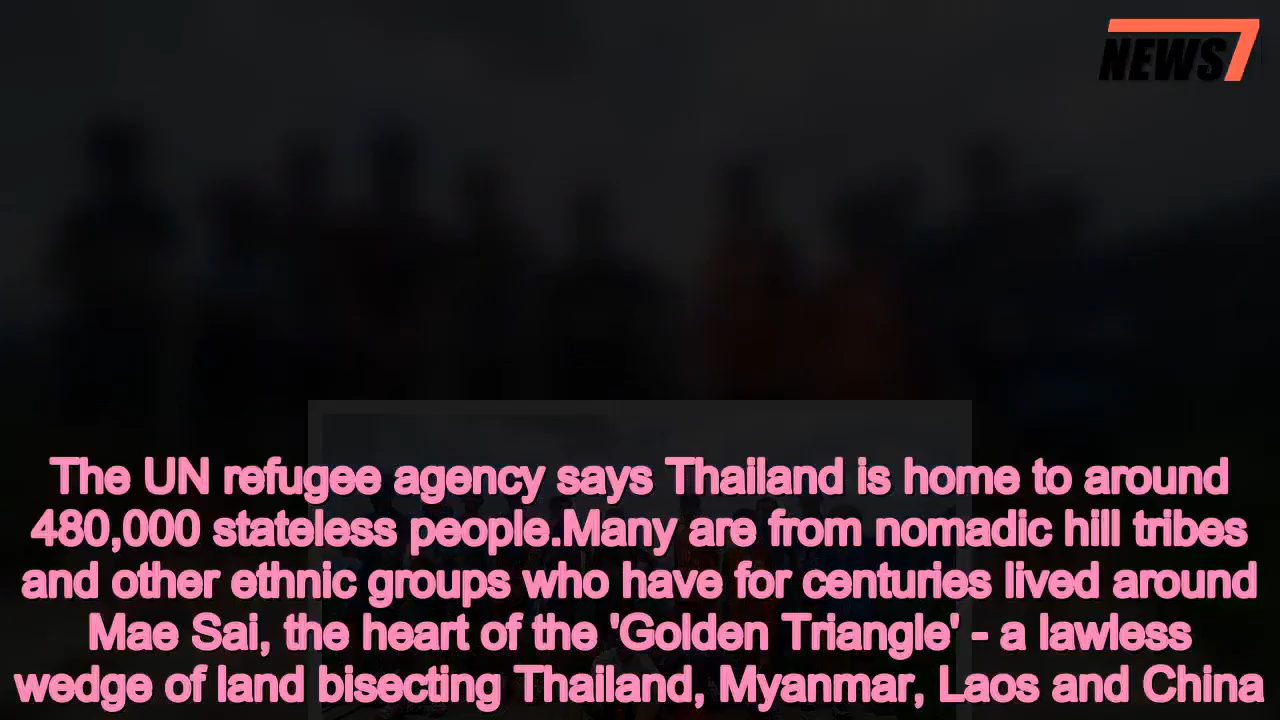 NEWS7
The UN refugee agency says Thailand is home to around
480,000 stateless people.Many are from nomadic hill tribes
and other ethnic groups who have for centuries lived around
Mae Sai, the heart of the 'Golden Triangle' - a lawless
wedge of land bisecting Thailand, Myanmar, Laos and China